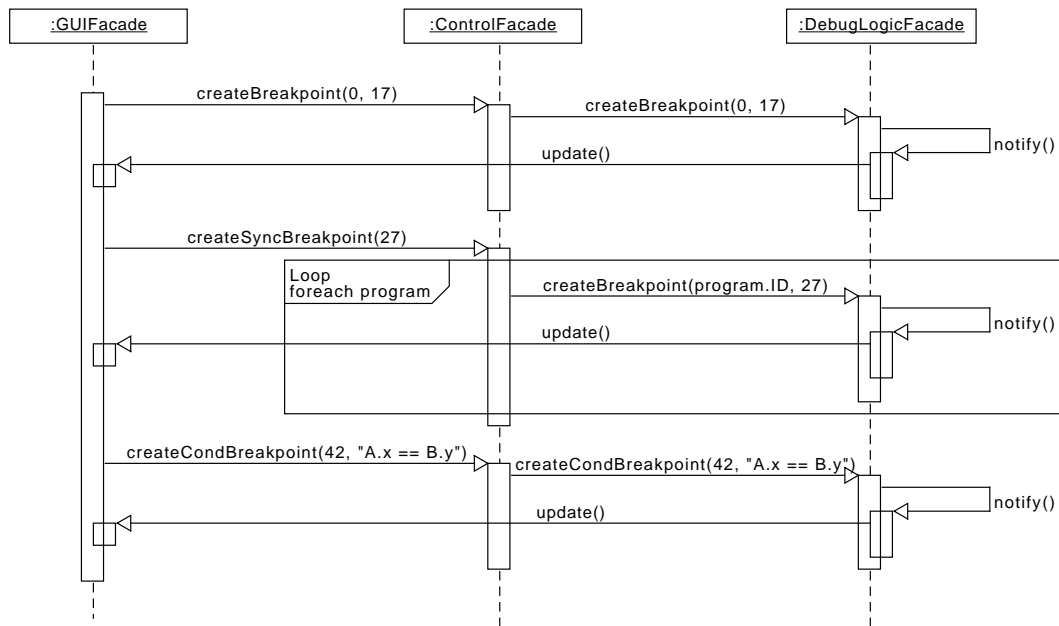 :GUIFacade
:ControlFacade
:DebugLogicFacade
createBreakpoint(0, 17)
createBreakpoint(0, 17)
notify()
update()
createSyncBreakpoint(27)
Loop
foreach program
createBreakpoint(program.ID, 27)
notify()
update()
createCondBreakpoint(42, "A.x == B.y")
createCondBreakpoint(42, "A.x == B.y")
notify()
update()